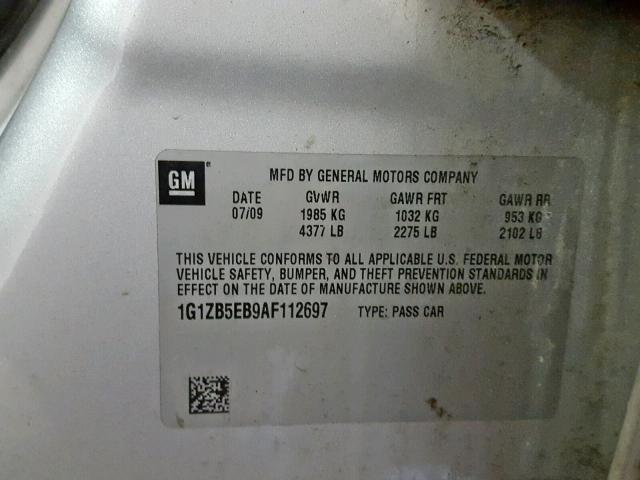 GM ® MFD BY GENERAL MOTORS COMPANY
DATE GVWR GAWR FRT GAWR RR
07/09 1985 KG 1032 KG 953 KG
4377 LB 2275 LB 2102 LB
THIS VEHICLE CONFORMS TO ALL APPLICABLE U.S. FEDERAL MOTOR
VEHICLE SAFETY, BUMPER, AND THEFT PREVENTION STANDARDS IN
EFFECT ON THE DATE OF MANUFACTURE SHOWN ABOVE.
1G1ZB5EB9AF112697 TYPE: PASS CAR